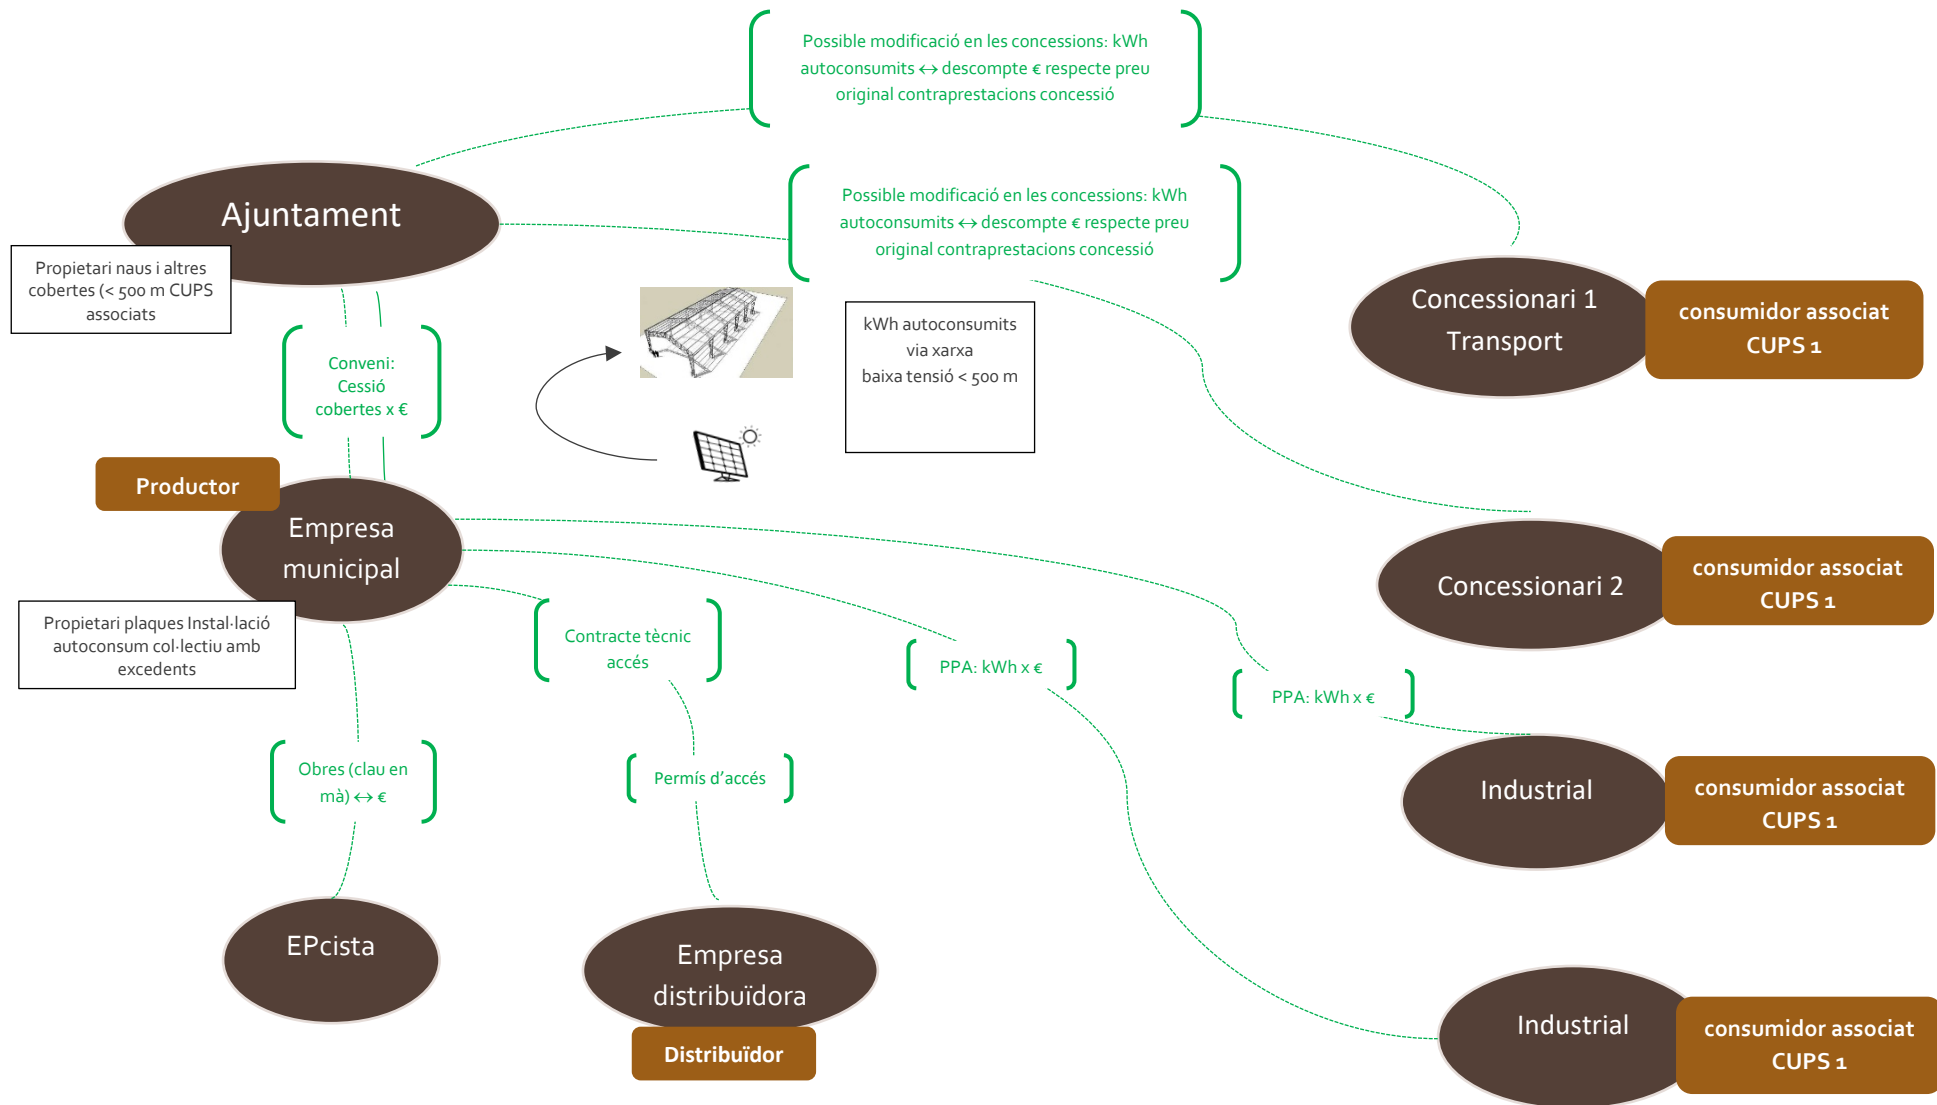 Possible modificació en les concessions: kWh
autoconsumits ↔ descompte € respecte preu
original contraprestacions concessió
Ajuntament
Possible modificació en les concessions: kWh
autoconsumits ↔ descompte € respecte preu
original contraprestacions concessió
Propietari naus i altres
cobertes (< 500 m CUPS
associats
Concessionari 1
Transport
consumidor associat
CUPS 1
kWh autoconsumits
via xarxa
baixa tensió < 500 m
Conveni:
Cessió
cobertes x €
Productor
Empresa
municipal
Concessionari 2
consumidor associat
CUPS 1
Propietari plaques Instal·lació
autoconsum col·lectiu amb
excedents
Contracte tècnic
accés
PPA: kWh x €
PPA: kWh x €
Obres (clau en
mà) ↔ €
Permís d’accés
Industrial
consumidor associat
CUPS 1
EPcista
Empresa
distribuïdora
Distribuïdor
Industrial
consumidor associat
CUPS 1